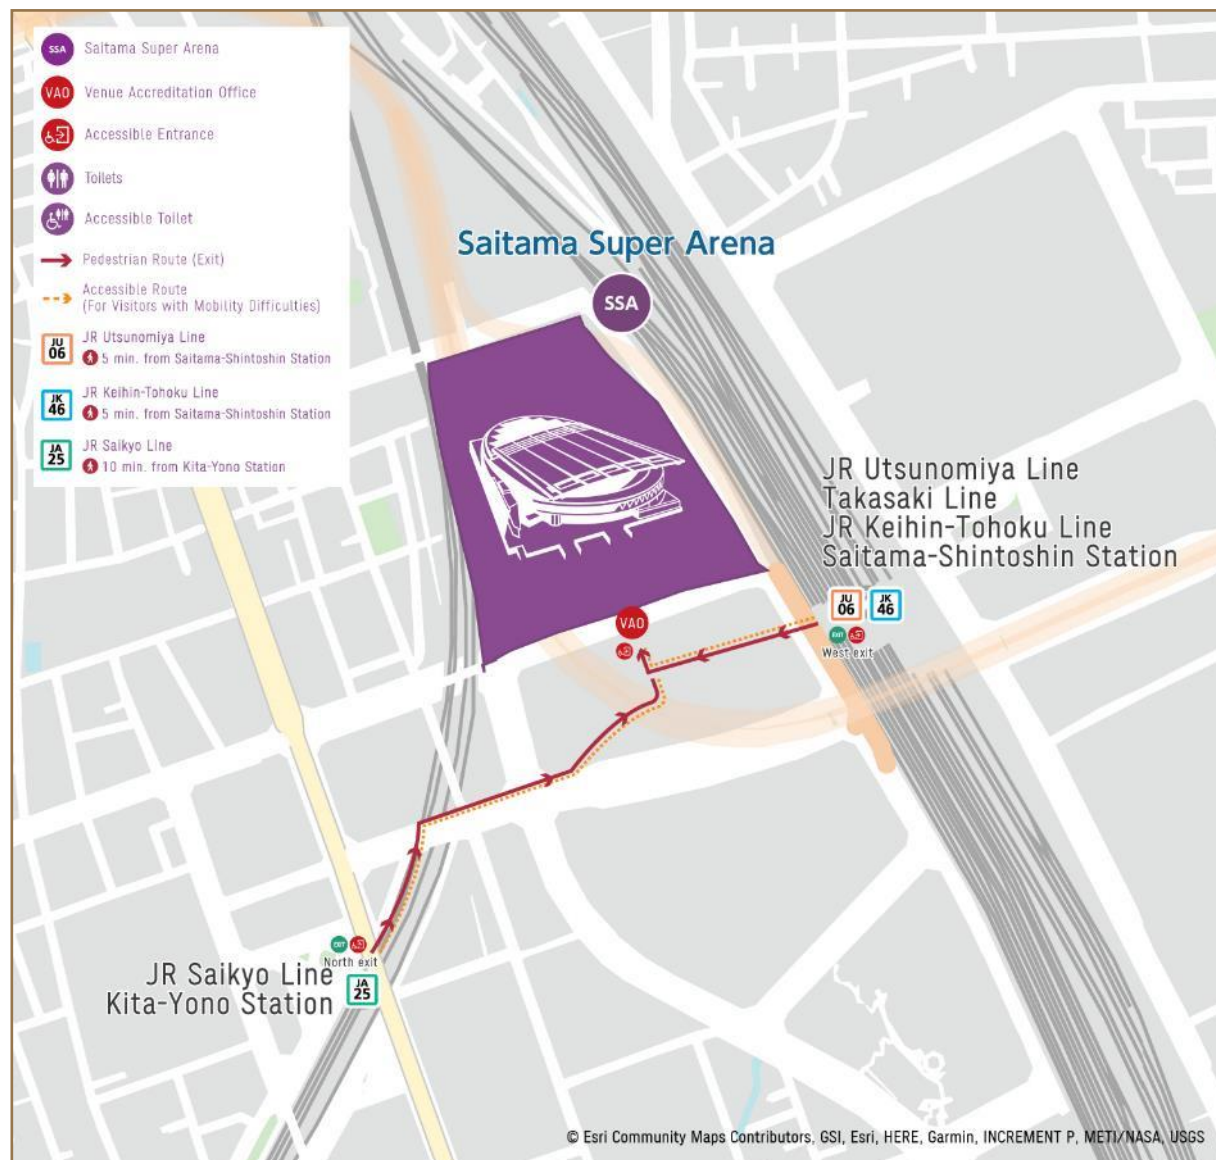 SSA
Saitama Super Arena
VAO
Venue Accreditation Office
Accessible Entrance
Toilets
Accessible Toilet
Pedestrian Route (Exit)
Accessible Route
(For Visitors with Mobility Difficulties)
JU
06
JR Utsunomiya Line
5 min. from Saitama-Shintoshin Station
JK
46
JR Keihin-Tohoku Line
5 min. from Saitama-Shintoshin Station
JA
25
JR Saikyo Line
10 min. from Kita-Yono Station
Saitama Super Arena
SSA
JR Utsunomiya Line
Takasaki Line
JR Keihin-Tohoku Line
Saitama-Shintoshin Station
JU
06
JK
46
EXIT
West exit
VAO
EXIT
North exit
JR Saikyo Line
Kita-Yono Station
JA
25
© Esri Community Maps Contributors, GSI, Esri, HERE, Garmin, INCREMENT P, METI/NASA, USGS